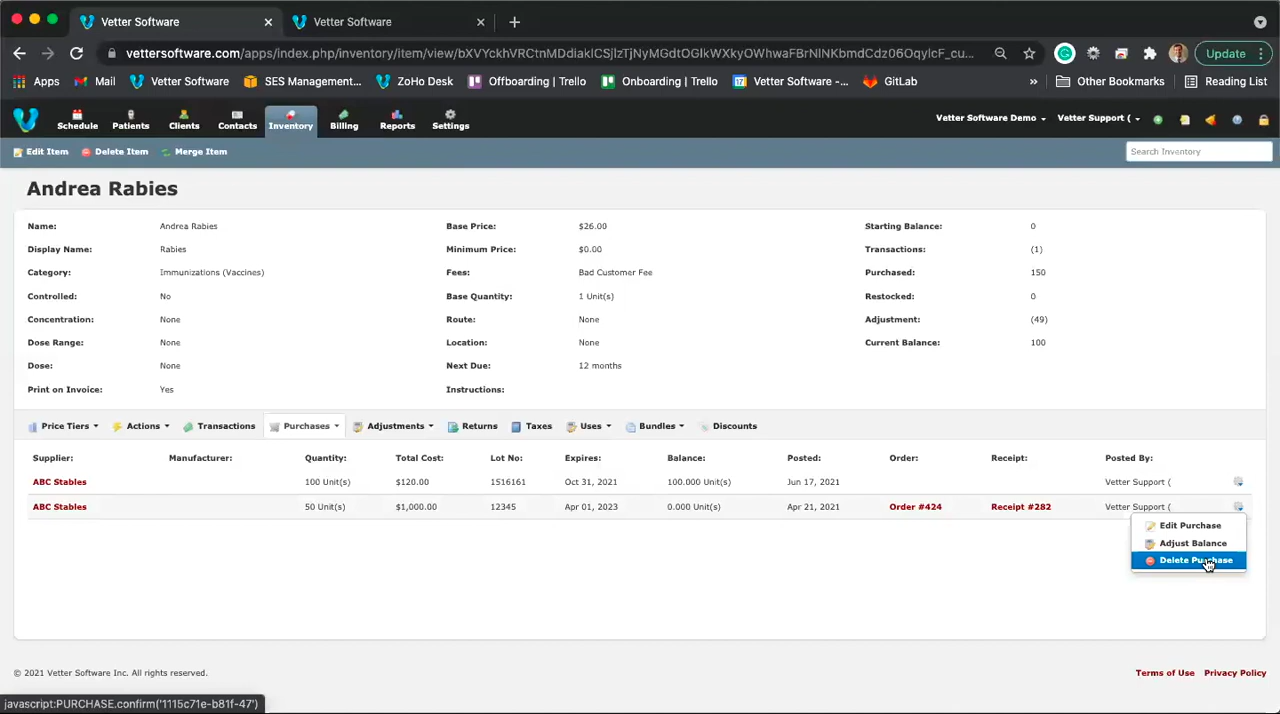 Vetter Software
Vetter Software
vettersoftware.com/apps/index.php/inventory/item/view/
Update
Apps
Mail
Vetter Software
SES Management...
ZoHo Desk
Offboarding | Trello
Onboarding | Trello
Vetter Software -...
GitLab
»
Other Bookmarks
Reading List
Schedule
Patients
Clients
Contacts
Inventory
Billing
Reports
Settings
Vetter Software Demo
Vetter Support (
Edit Item
Delete Item
Merge Item
Search Inventory
Andrea Rabies
Name: Andrea Rabies Base Price: $26.00 Starting Balance: 0
Display Name: Rabies Minimum Price: $0.00 Transactions: (1)
Category: Immunizations (Vaccines) Fees: Bad Customer Fee Purchased: 150
Controlled: No Base Quantity: 1 Unit(s) Restocked: 0
Concentration: None Route: None Adjustment: (49)
Dose Range: None Location: None Current Balance: 100
Dose: None Next Due: 12 months
Print on Invoice: Yes Instructions:
Price Tiers Actions Transactions Purchases Adjustments Returns Taxes Uses Bundles Discounts
Supplier: Manufacturer: Quantity: Total Cost: Lot No: Expires: Balance: Posted: Order: Receipt: Posted By:
ABC Stables 100 Unit(s) $120.00 1516161 Oct 31, 2021 100.000 Unit(s) Jun 17, 2021 Vetter Support (
ABC Stables 50 Unit(s) $1,000.00 12345 Apr 01, 2023 0.000 Unit(s) Apr 21, 2021 Order #424 Receipt #282 Vetter Support (
Edit Purchase
Adjust Balance
Delete Purchase
© 2021 Vetter Software Inc. All rights reserved.
Terms of Use Privacy Policy
javascript:PURCHASE.confirm('1115c71e-b81f-47')